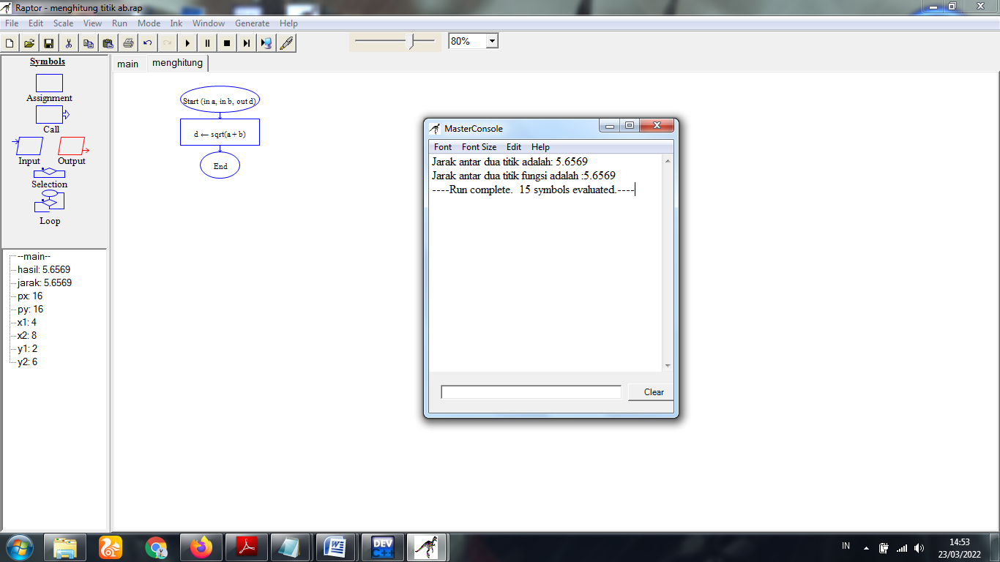 Raptor - menghitung titik ab.rap
File Edit Scale View Run Mode Ink Window Generate Help
80%
Symbols
Assignment
Call
Input Output
Selection
Loop
--main--
hasil: 5.6569
jarak: 5.6569
px: 16
py: 16
x1: 4
x2: 8
y1: 2
y2: 6
main menghitung
Start (in a, in b, out d)
d ← sqrt(a + b)
End
MasterConsole
Font Font Size Edit Help
Jarak antar dua titik adalah: 5.6569
Jarak antar dua titik fungsi adalah :5.6569
----Run complete.  15 symbols evaluated.----
Clear
DEV
C++
IN
14:53
23/03/2022